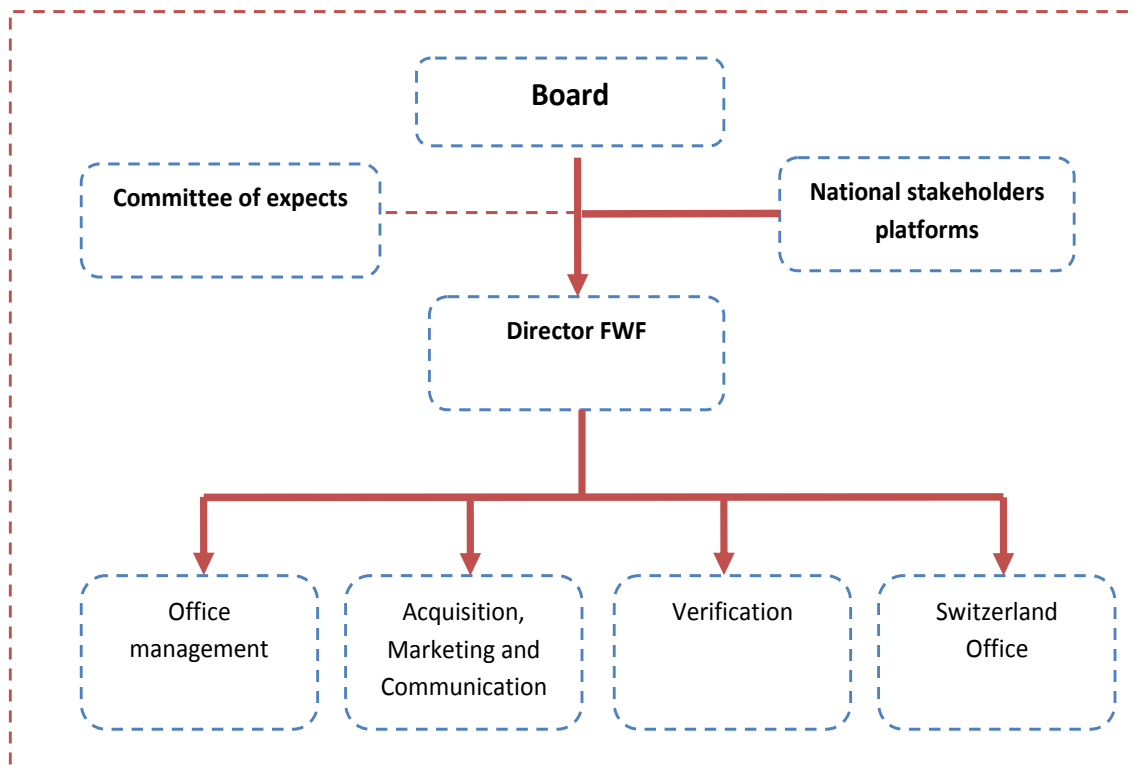 Board
Committee of expects
National stakeholders
platforms
Director FWF
Office
management
Acquisition,
Marketing and
Communication
Verification
Switzerland
Office